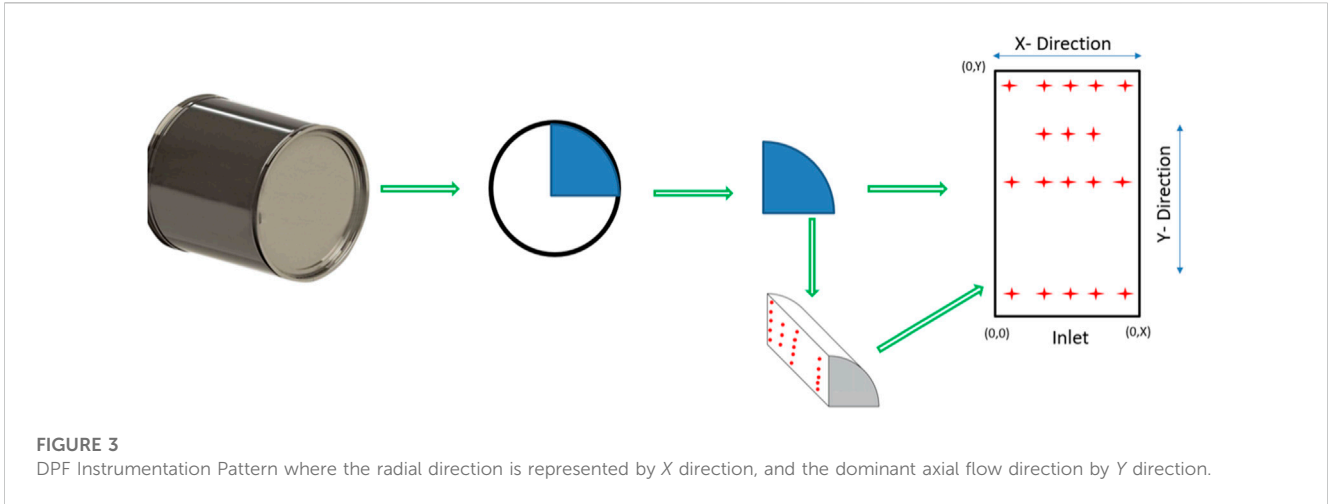 X- Direction
(0,Y)
Y- Direction
(0,0)
Inlet
(0,X)
FIGURE 3
DPF Instrumentation Pattern where the radial direction is represented by X direction, and the dominant axial flow direction by Y direction.